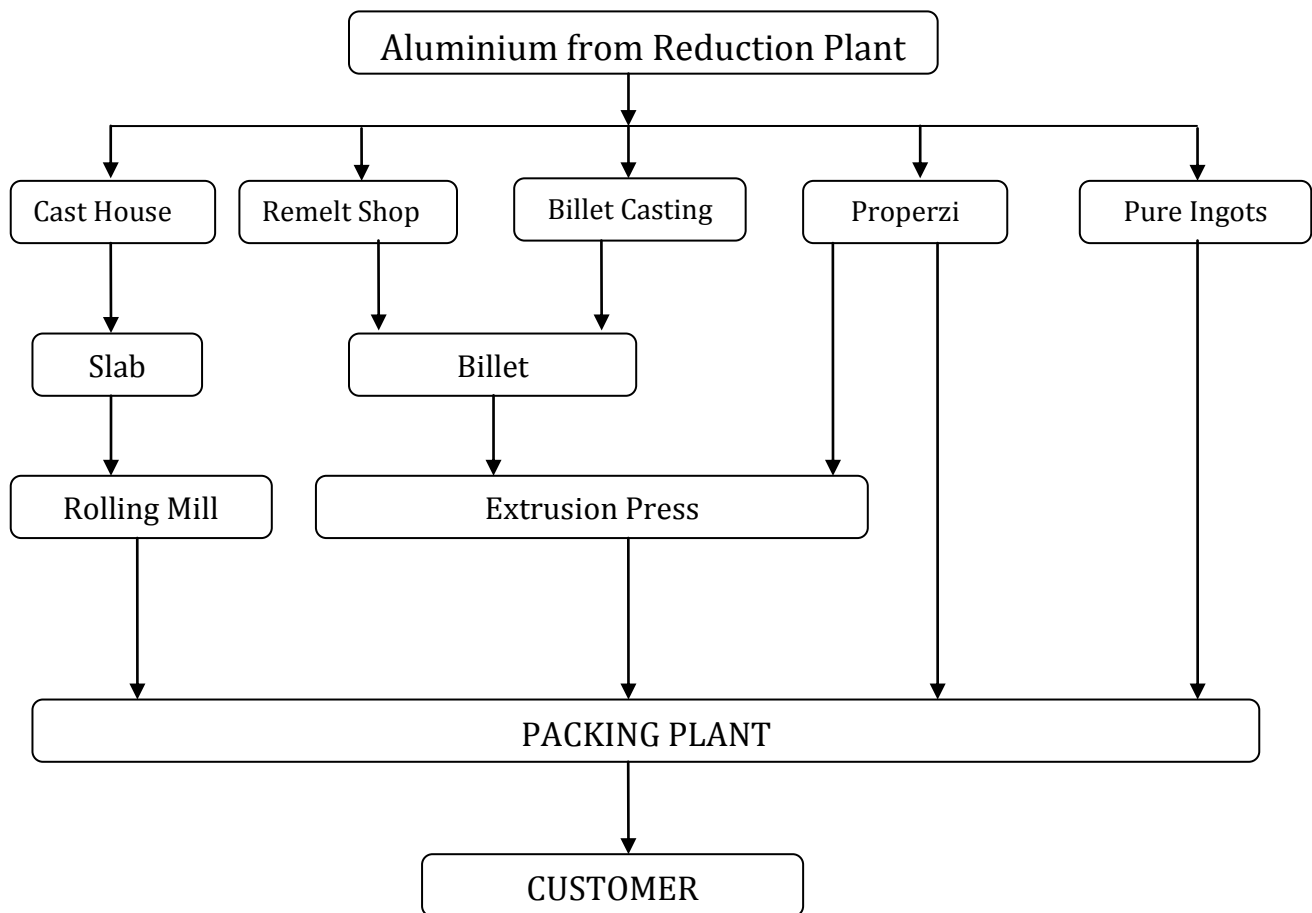 Aluminium from Reduction Plant
Cast House
Remelt Shop
Billet Casting
Properzi
Pure Ingots
Slab
Billet
Rolling Mill
Extrusion Press
PACKING PLANT
CUSTOMER